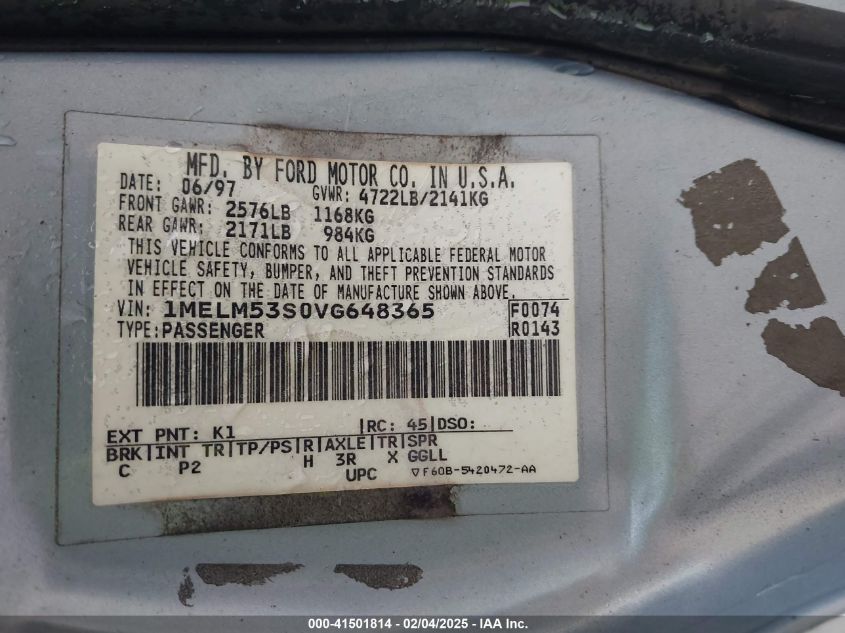 MFD. BY FORD MOTOR CO. IN U.S.A.
DATE: 06/97 GVWR: 4722LB/2141KG
FRONT GAWR: 2576LB 1168KG
REAR GAWR: 2171LB 984KG
THIS VEHICLE CONFORMS TO ALL APPLICABLE FEDERAL MOTOR
VEHICLE SAFETY, BUMPER, AND THEFT PREVENTION STANDARDS
IN EFFECT ON THE DATE OF MANUFACTURE SHOWN ABOVE.
VIN: 1MELM53S0VG648365 F0074
TYPE: PASSENGER R0143
EXT PNT: K1 |RC: 45|DSO:
BRK|INT TR|TP/PS|R|AXLE|TR|SPR
C P2 H 3R X GGLL
UPC ▽F60B-5420472-AA
000-41501814 - 02/04/2025 - IAAI INC.